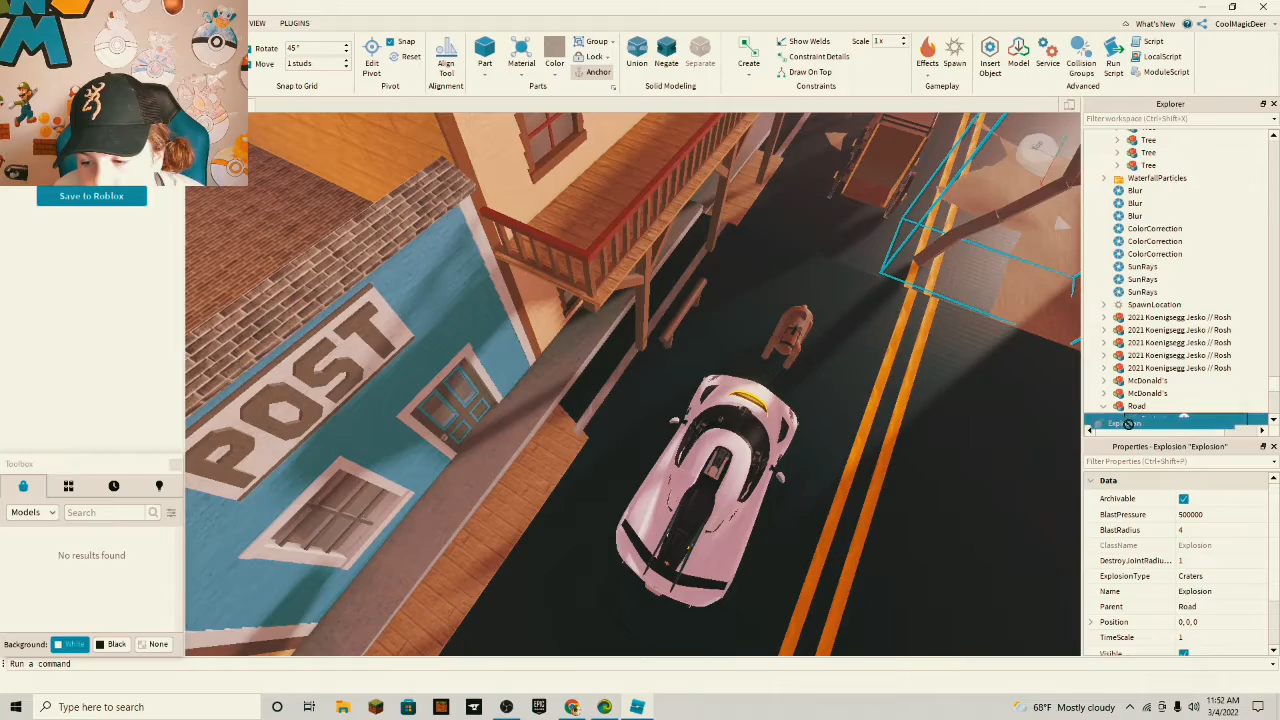 VIEW PLUGINS
What's New CoolMagicDeer
Rotate 45°
Move 1 studs
Snap to Grid
Edit Pivot
Snap
Reset
Pivot
Align Tool
Alignment
Part
Material
Color
Group
Lock
Anchor
Parts
Union
Negate
Separate
Solid Modeling
Create
Show Welds
Constraint Details
Draw On Top
Scale 1x
Constraints
Effects
Spawn
Gameplay
Insert Object
Model
Service
Collision Groups
Run Script
Script
LocalScript
ModuleScript
Advanced
Save to Roblox
POST
Explorer
Filter workspace (Ctrl+Shift+X)
Tree
Tree
Tree
WaterfallParticles
Blur
Blur
Blur
ColorCorrection
ColorCorrection
ColorCorrection
SunRays
SunRays
SunRays
SpawnLocation
2021 Koenigsegg Jesko // Rosh
2021 Koenigsegg Jesko // Rosh
2021 Koenigsegg Jesko // Rosh
2021 Koenigsegg Jesko // Rosh
2021 Koenigsegg Jesko // Rosh
McDonald's
McDonald's
Road
Explosion
Properties - Explosion "Explosion"
Filter Properties (Ctrl+Shift+P)
Data
Archivable
BlastPressure 500000
BlastRadius 4
ClassName Explosion
DestroyJointRadiu... 1
ExplosionType Craters
Name Explosion
Parent Road
Position 0, 0, 0
TimeScale 1
Visible
Toolbox
Models Search
No results found
Background: White Black None
Run a command
Type here to search
EPIC GAMES
68°F Mostly cloudy
11:52 AM
3/4/2022